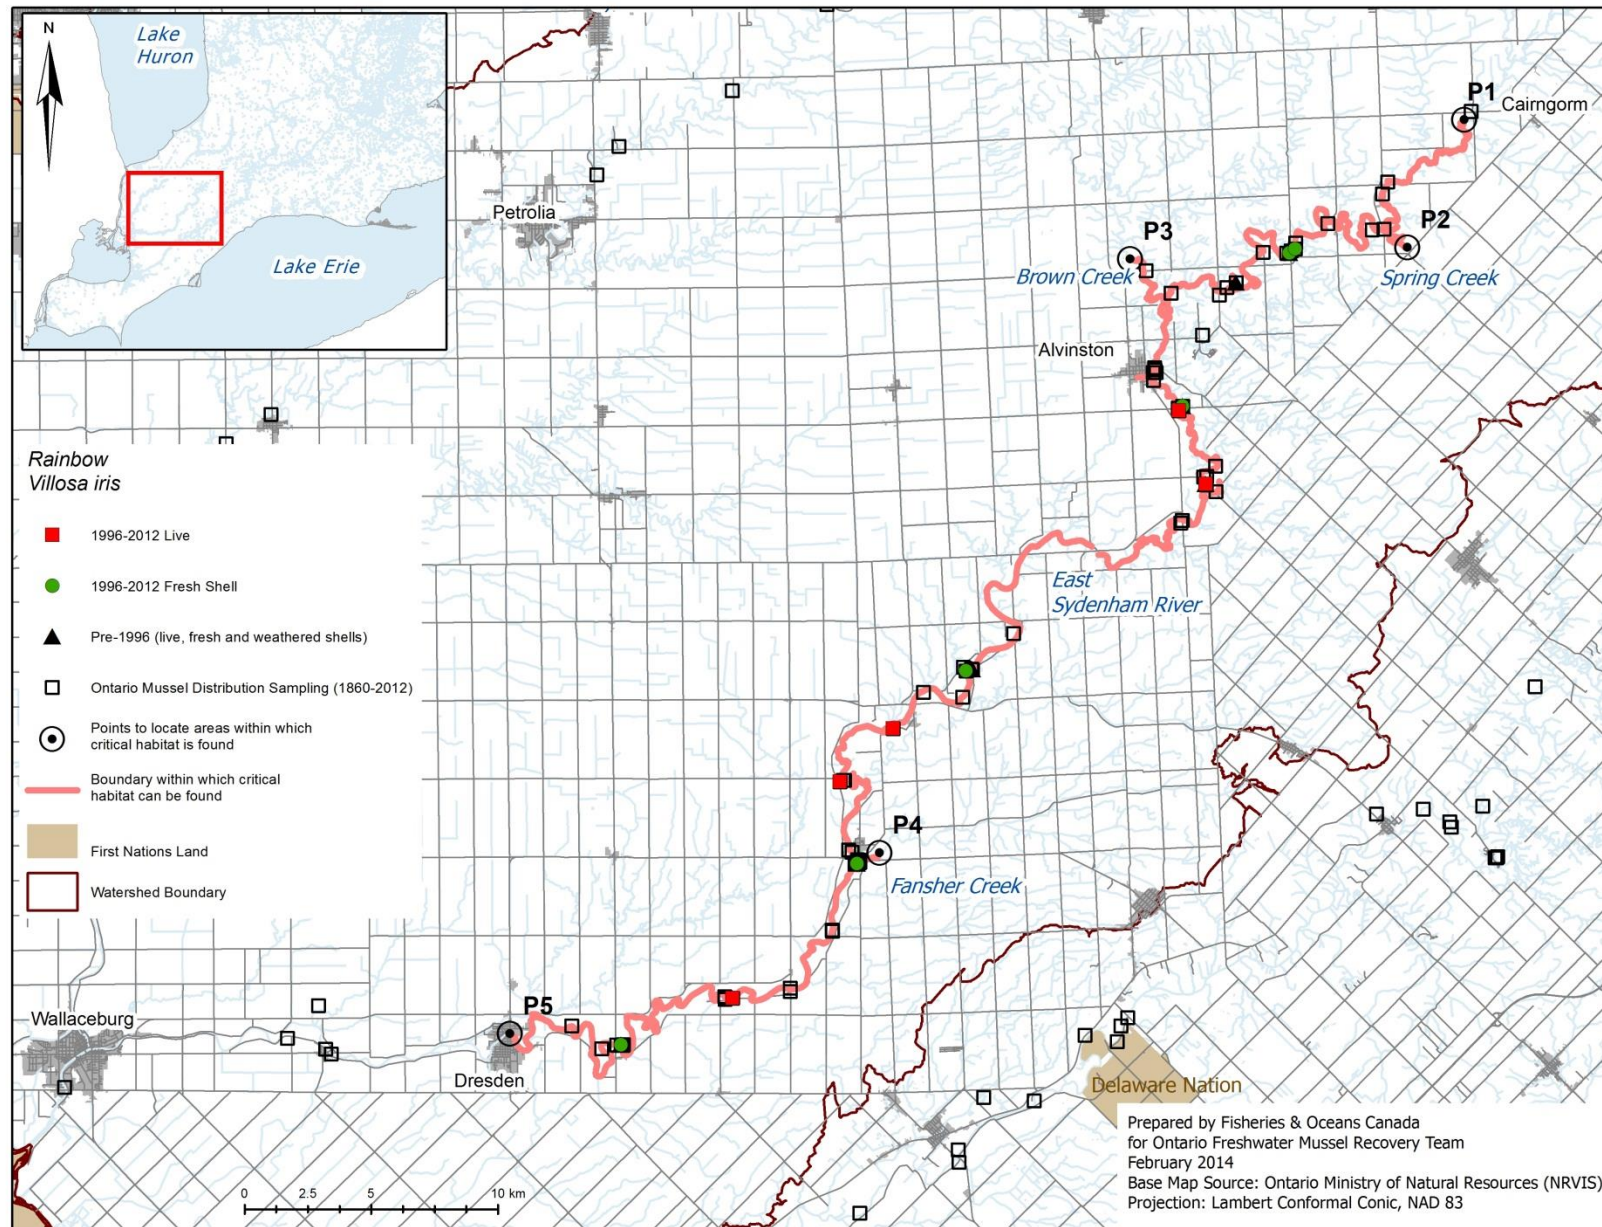 N
Lake
Huron
Lake Erie
P1
Cairngorm
Petrolia
P3
P2
Brown Creek
Spring Creek
Alvinston
Rainbow
Villosa iris
1996-2012 Live
1996-2012 Fresh Shell
Pre-1996 (live, fresh and weathered shells)
Ontario Mussel Distribution Sampling (1860-2012)
Points to locate areas within which
critical habitat is found
Boundary within which critical
habitat can be found
First Nations Land
Watershed Boundary
East
Sydenham River
P4
Fansher Creek
P5
Wallaceburg
Dresden
Delaware Nation
0 2.5 5 10 km
Prepared by Fisheries & Oceans Canada
for Ontario Freshwater Mussel Recovery Team
February 2014
Base Map Source: Ontario Ministry of Natural Resources (NRVIS)
Projection: Lambert Conformal Conic, NAD 83